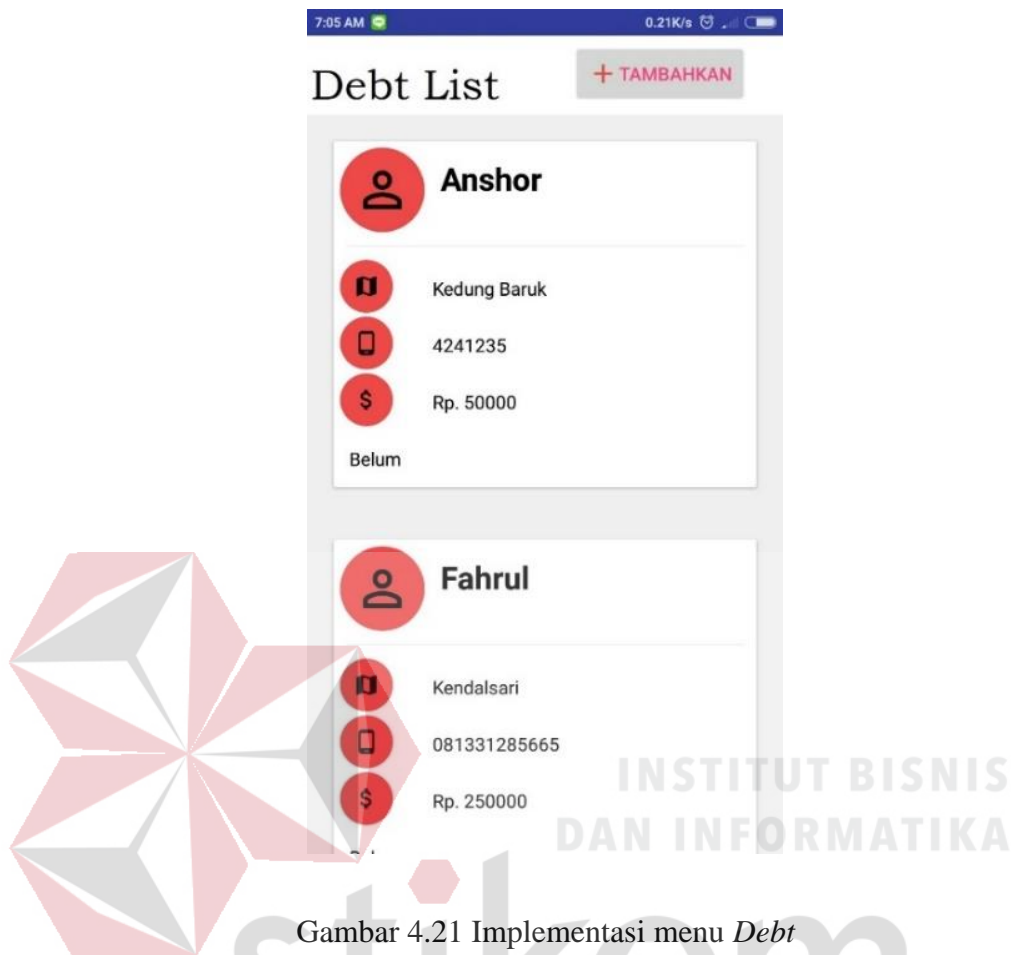 7:05 AM 0.21K/s
Debt List
+ TAMBAHKAN
Anshor
Kedung Baruk
4241235
$ Rp. 50000
Belum
Fahrul
Kendalsari
081331285665
$ Rp. 250000
INSTITUT BISNIS
DAN INFORMATIKA
Gambar 4.21 Implementasi menu Debt